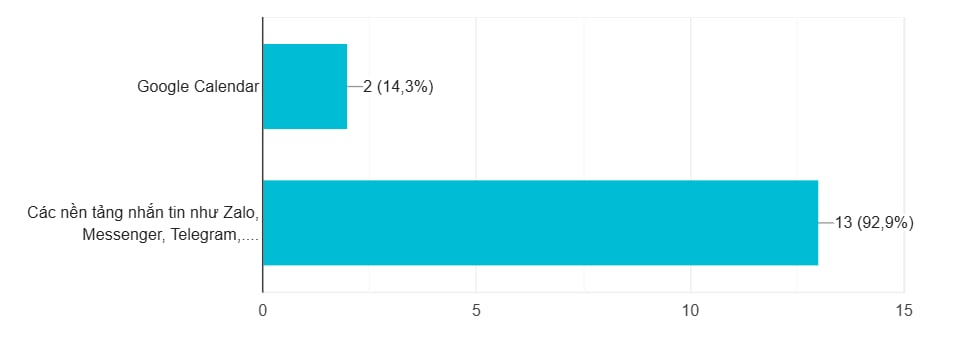 Google Calendar
2 (14,3%)
Các nền tảng nhắn tin như Zalo,
Messenger, Telegram,....
13 (92,9%)
0
5
10
15